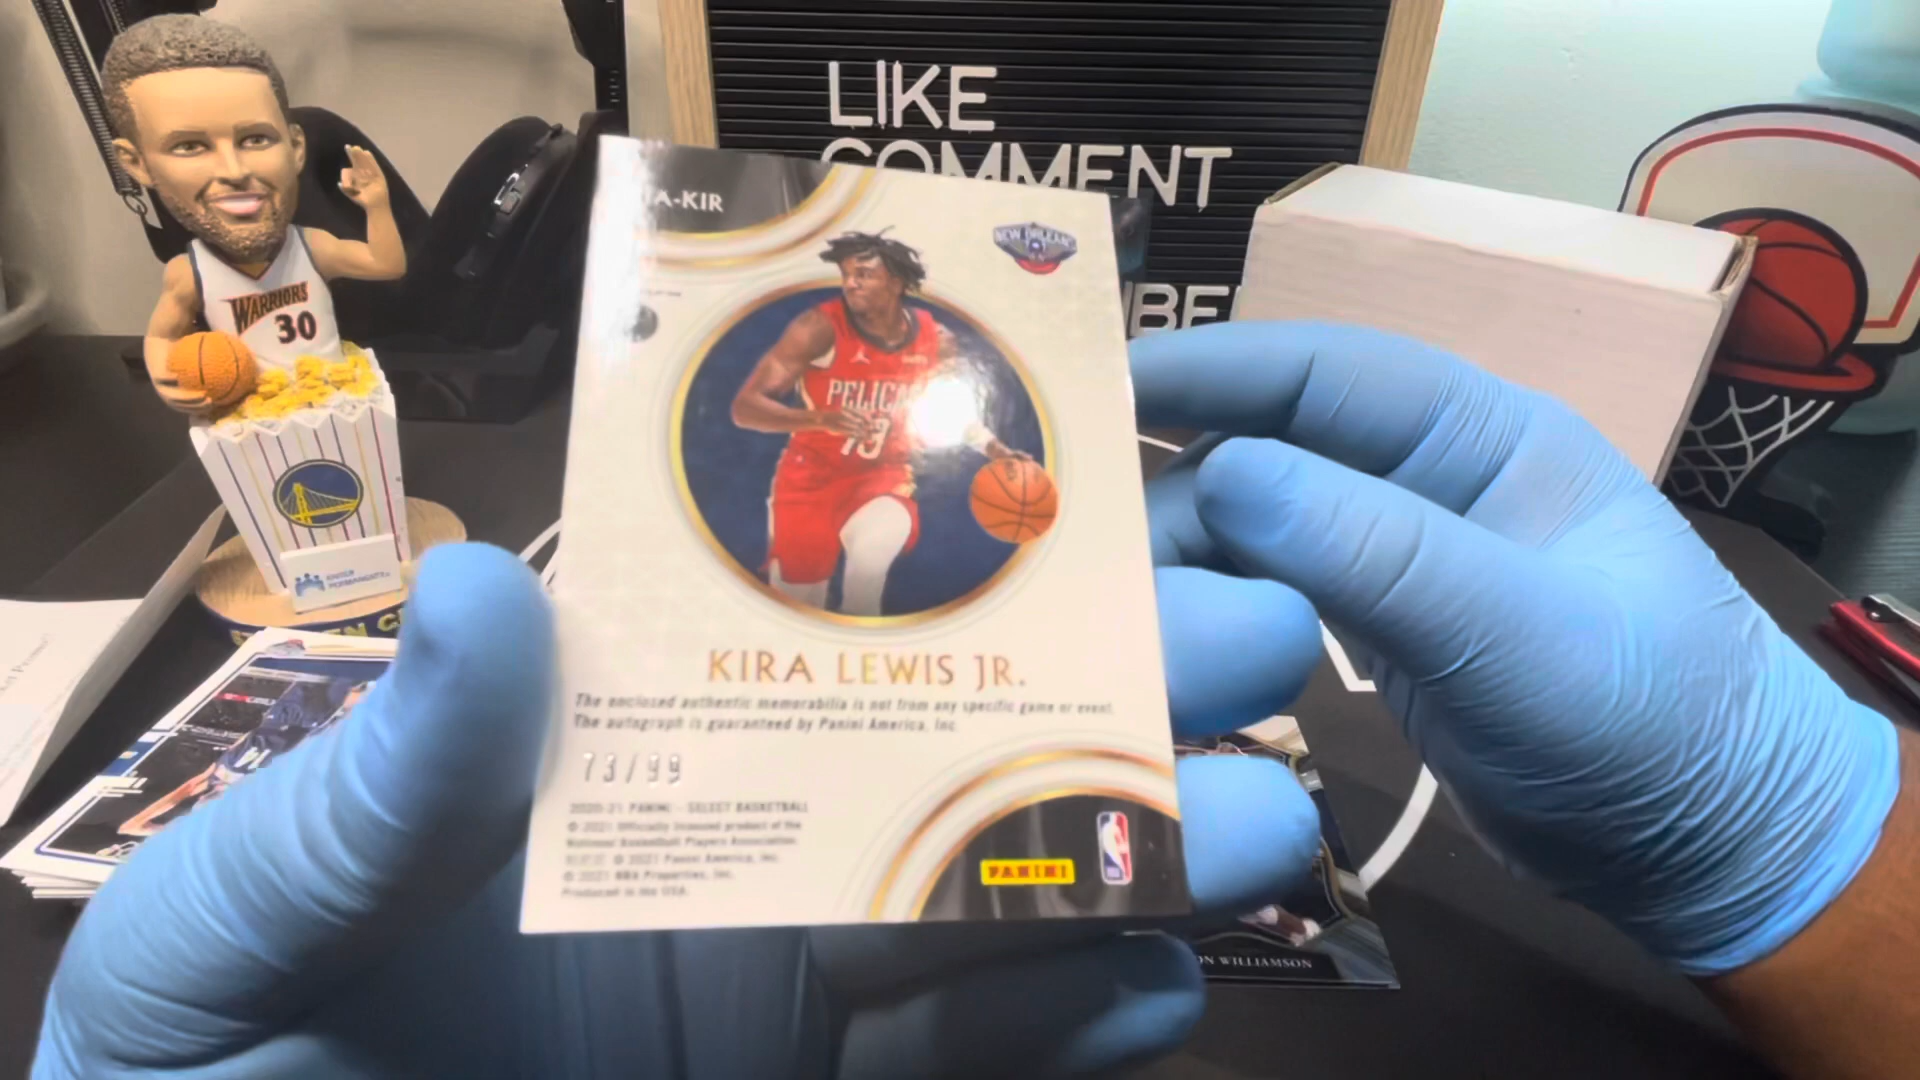 LIKE
COMMENT
WARRIORS
30
A-KIR
NEW ORLEANS
PELICA
13
KIRA LEWIS JR.
The enclosed authentic memorabilia is not from any specific game or event.
The autograph is guaranteed by Panini America, Inc.
73/99
2020-21 PANINI - SELECT BASKETBALL
© 2021 Officially licensed product of the
National Basketball Players Association.
© 2021 Panini America, Inc.
© 2021 NBA Properties, Inc.
Produced in the USA.
PANINI
ON WILLIAMSON